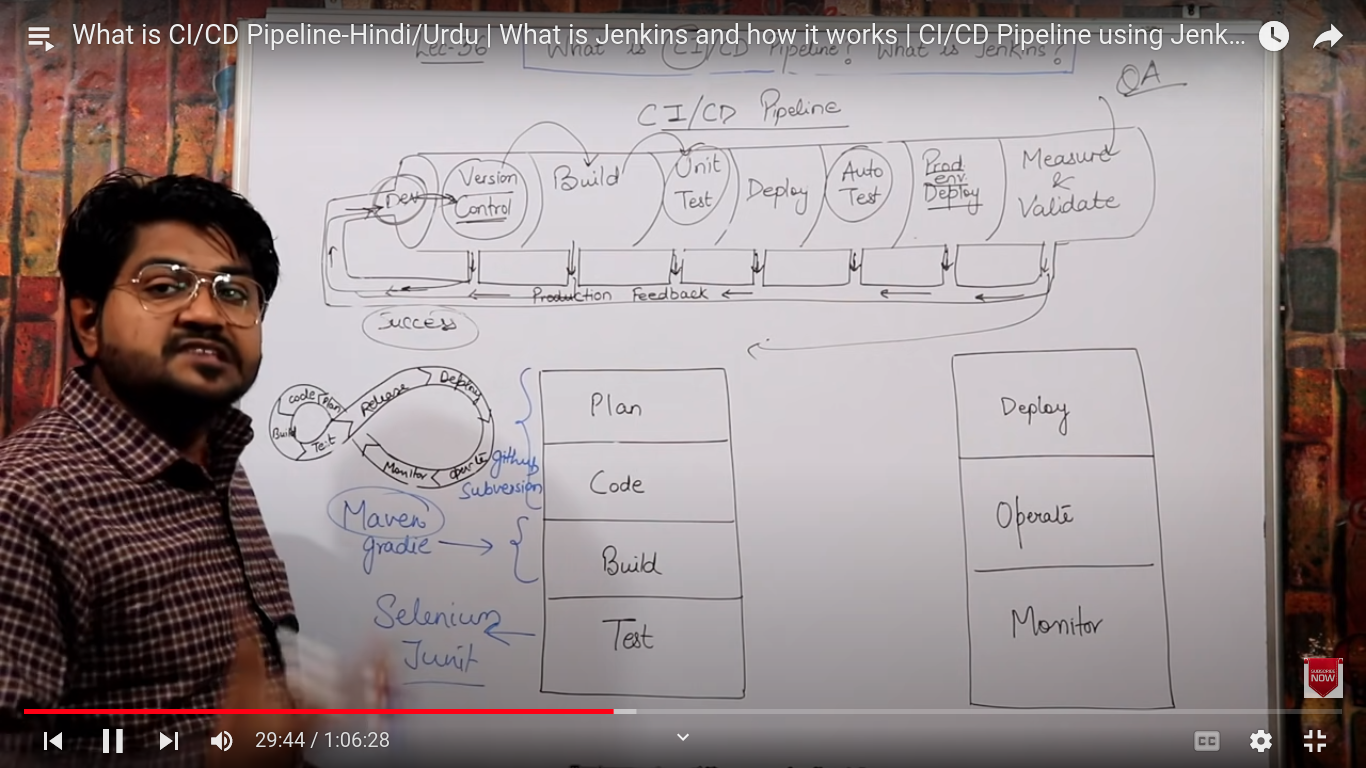 What is CI/CD Pipeline-Hindi/Urdu | What is Jenkins and how it works | CI/CD Pipeline using Jenk...
Lec-36
What is CI/CD Pipeline? What is Jenkins?
QA
CI/CD Pipeline
Dev
Version Control
Build
Unit Test
Deploy
Auto Test
Prod env. Deploy
Measure & Validate
Production Feedback
Success
code
Plan
Release
Deploy
Build
Test
Monitor
Operate
github
subversion
Maven
gradle
Selenium
Junit
Plan
Code
Build
Test
Deploy
Operate
Monitor
SUBSCRIBE
NOW
29:44 / 1:06:28
CC